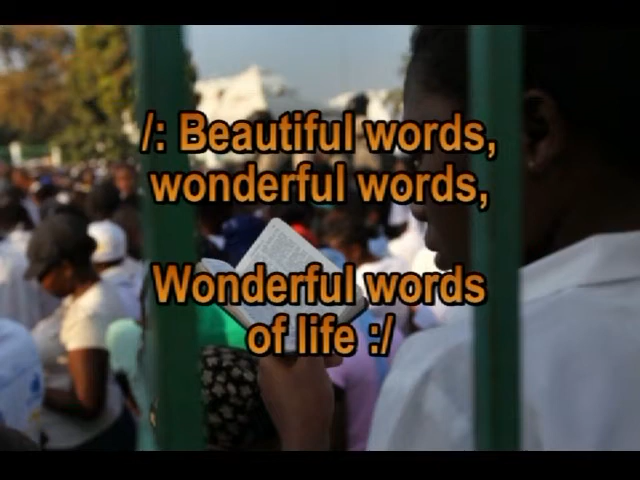 /: Beautiful words,
wonderful words,
Wonderful words
of life :/